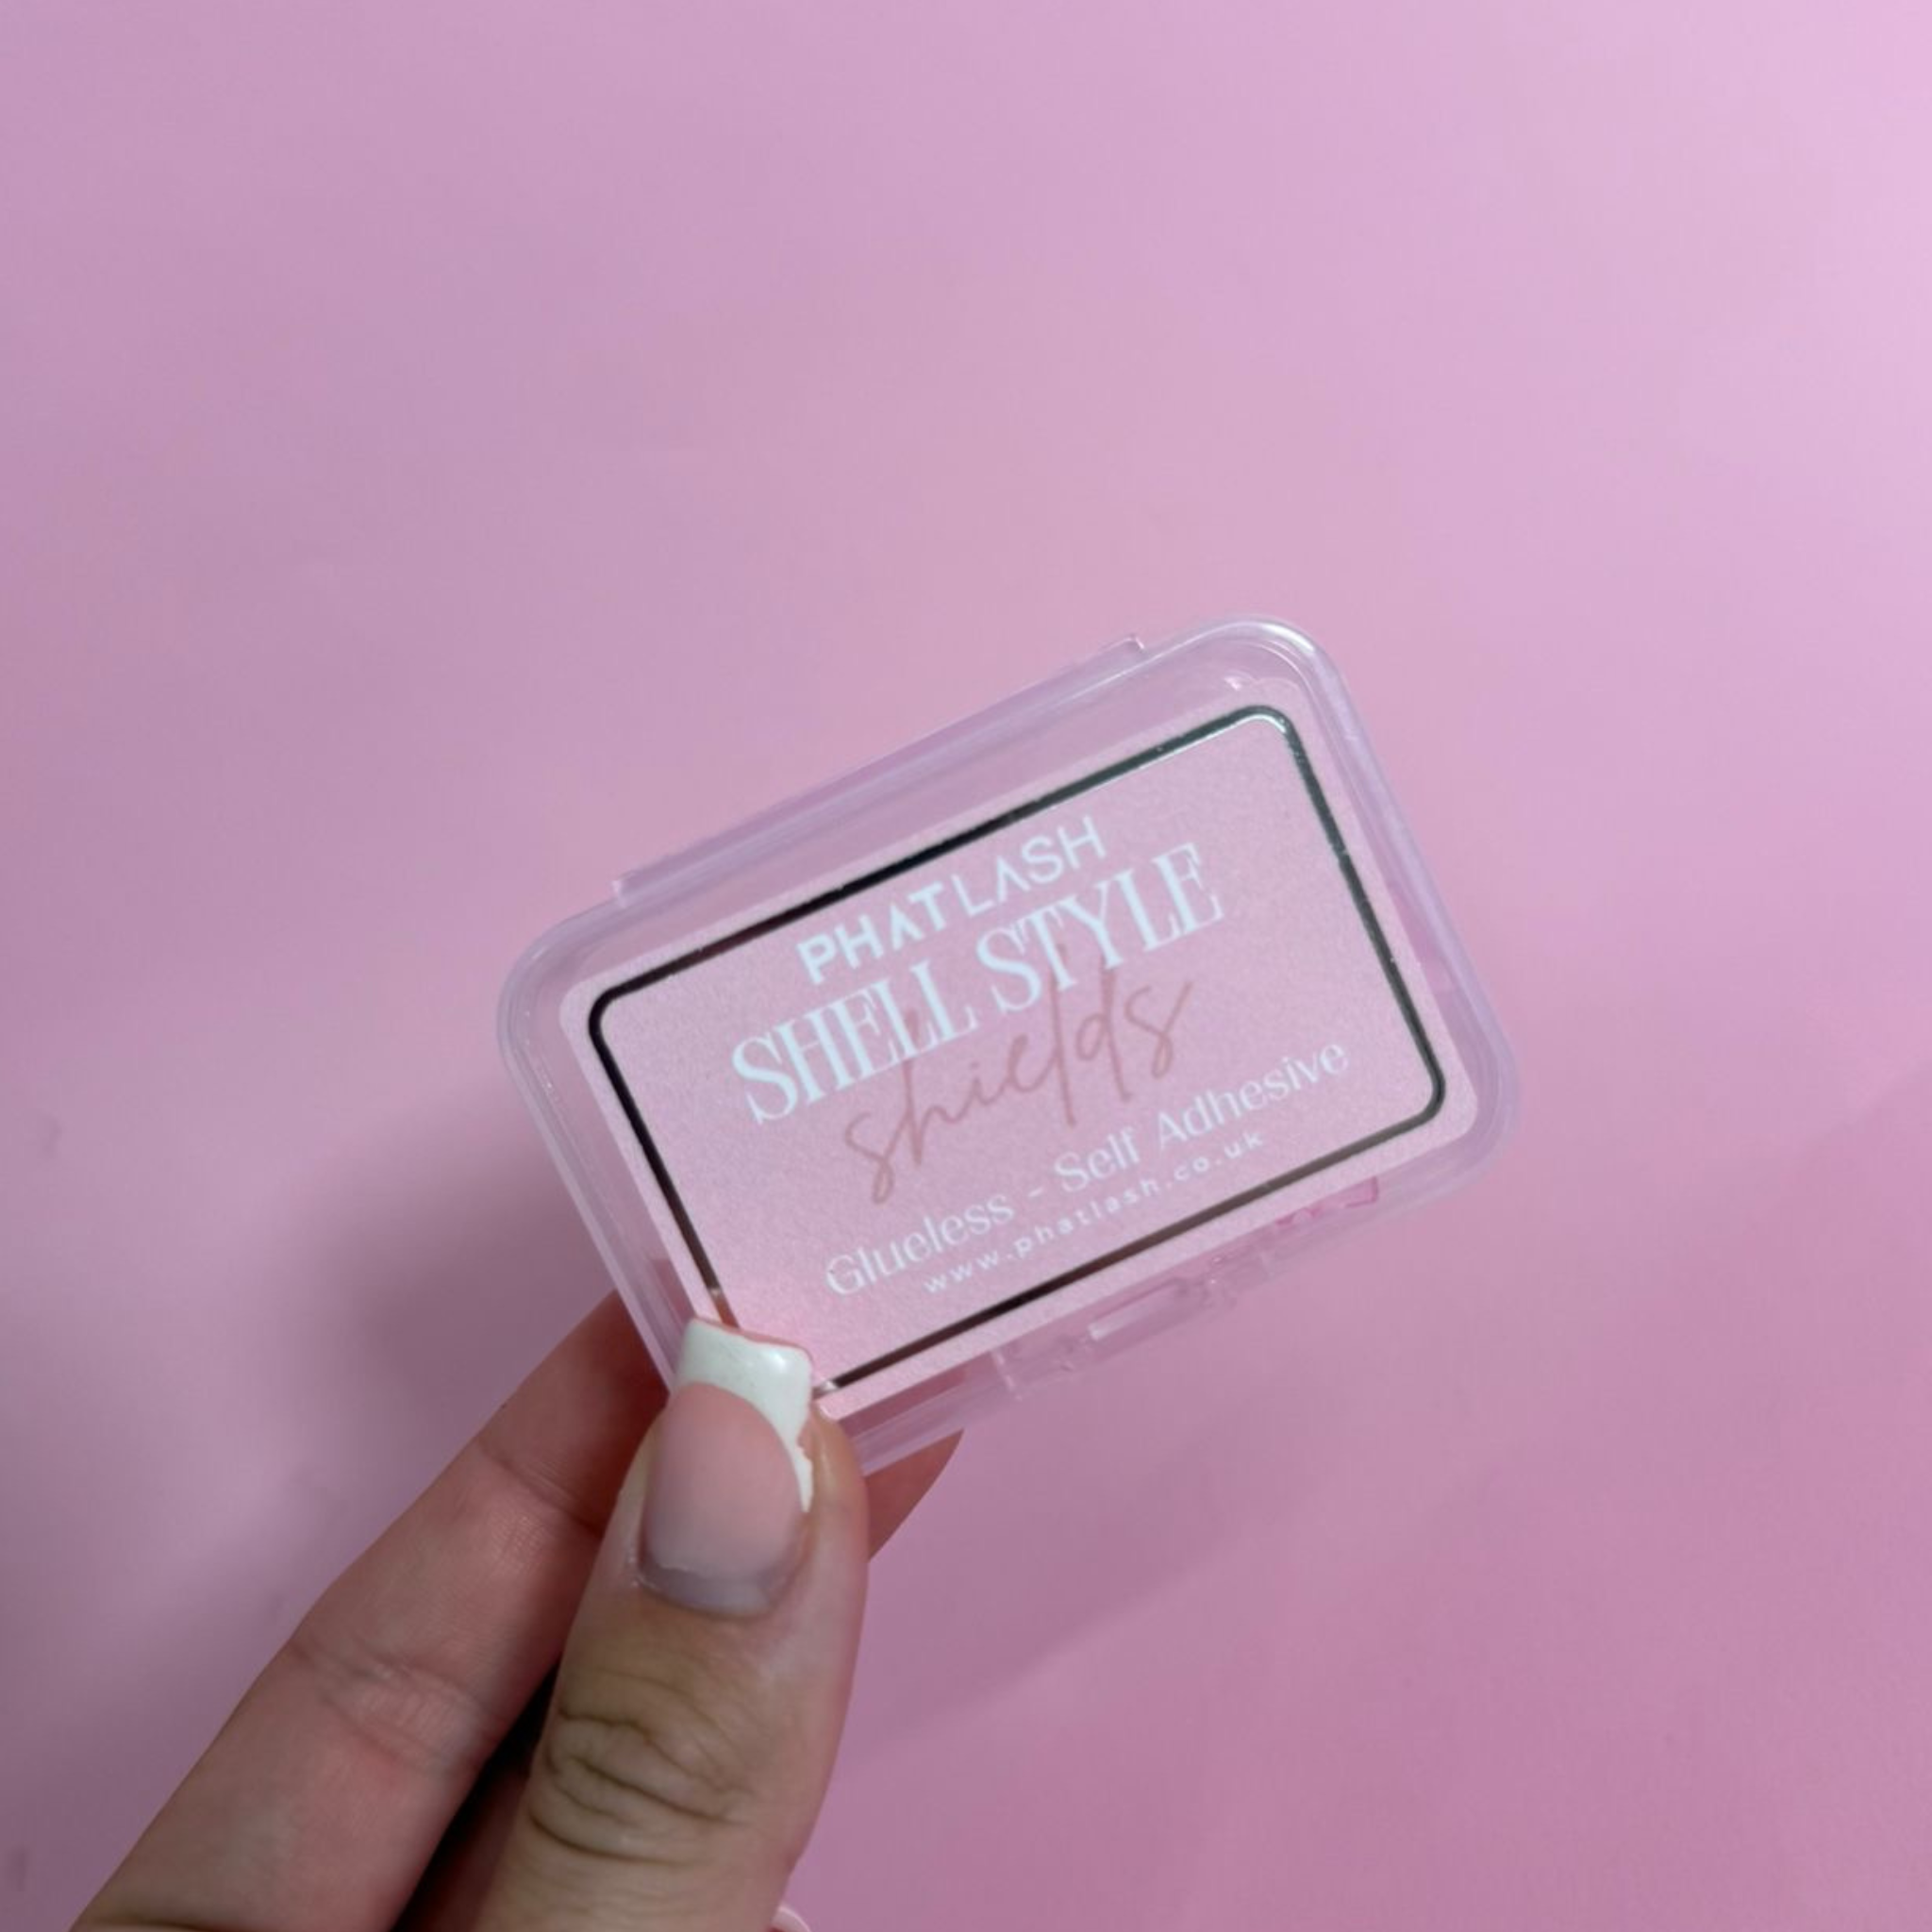 PHATLASH
SHELL STYLE
shields
Glueless - Self Adhesive
www.phatlash.co.uk